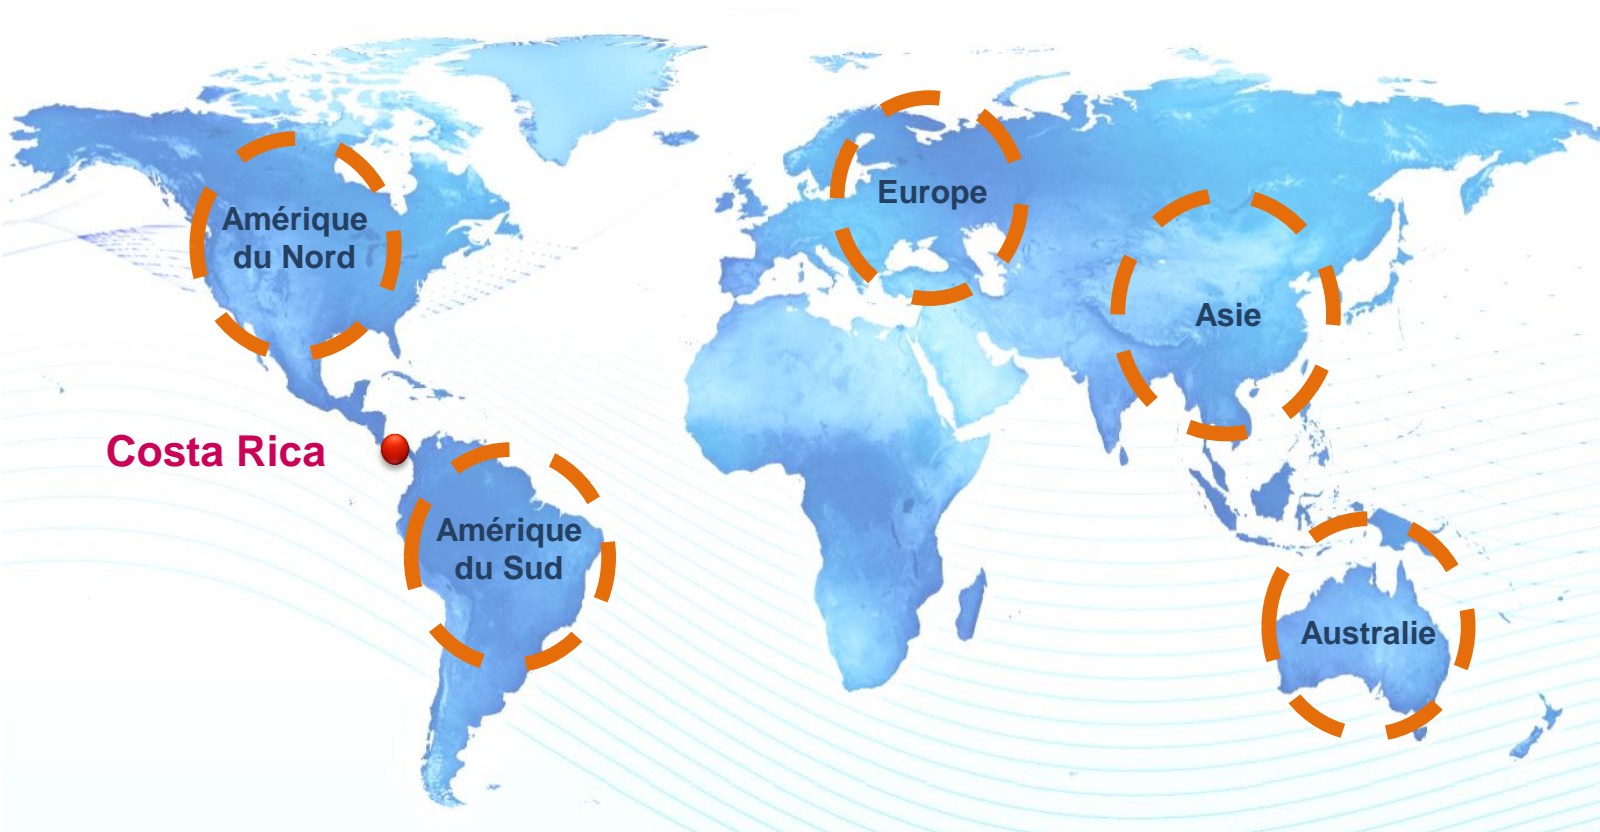 Europe
Amérique
du Nord
Asie
Costa Rica
Amérique
du Sud
Australie